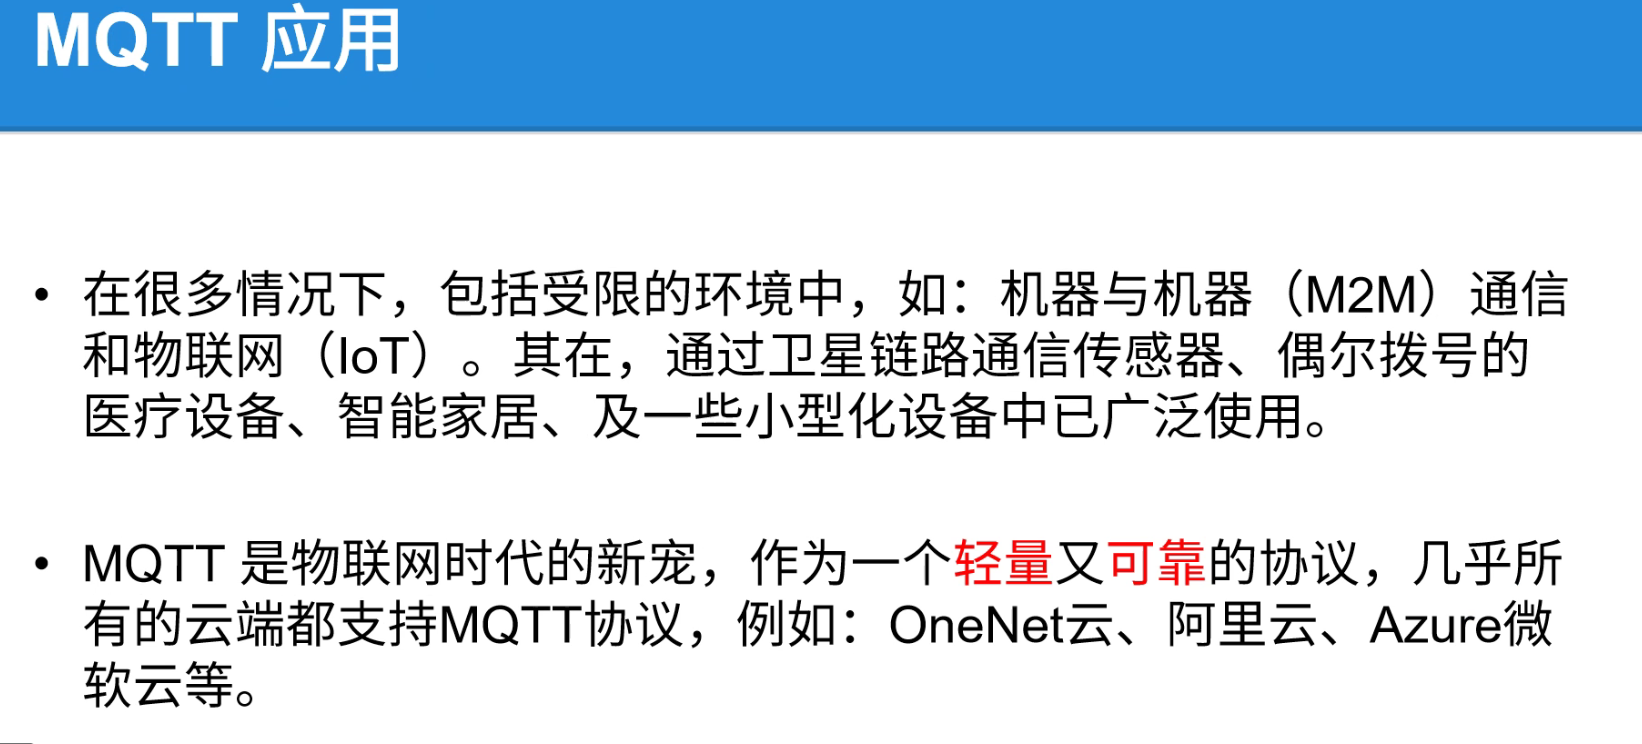 MQTT 应用
• 在很多情况下，包括受限的环境中，如：机器与机器（M2M）通信
和物联网（IoT）。其在，通过卫星链路通信传感器、偶尔拨号的
医疗设备、智能家居、及一些小型化设备中已广泛使用。
• MQTT 是物联网时代的新宠，作为一个轻量又可靠的协议，几乎所
有的云端都支持MQTT协议，例如：OneNet云、阿里云、Azure微
软云等。